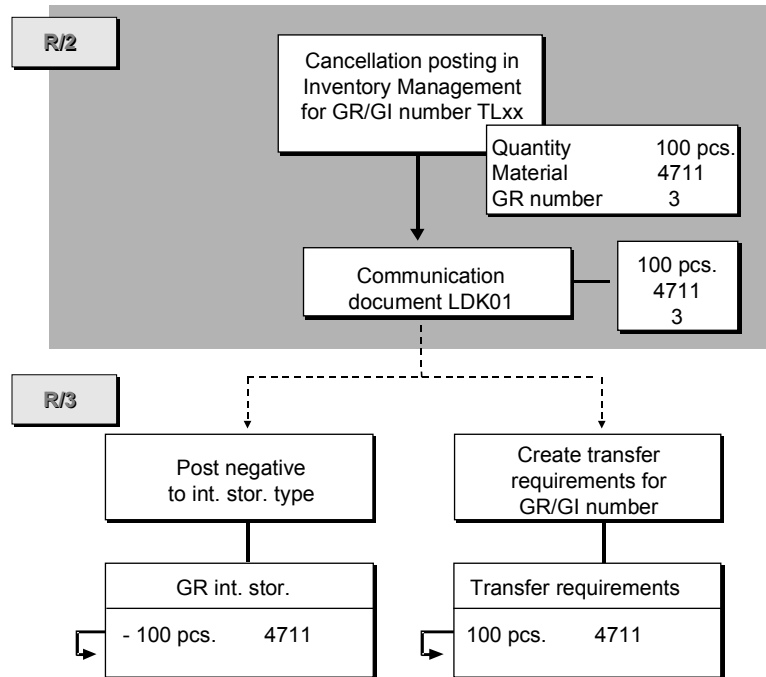 R/2
Cancellation posting in
Inventory Management
for GR/GI number TLxx
Quantity 100 pcs.
Material 4711
GR number 3
Communication
document LDK01
100 pcs.
4711
3
R/3
Post negative
to int. stor. type
Create transfer
requirements for
GR/GI number
GR int. stor.
- 100 pcs. 4711
Transfer requirements
100 pcs. 4711